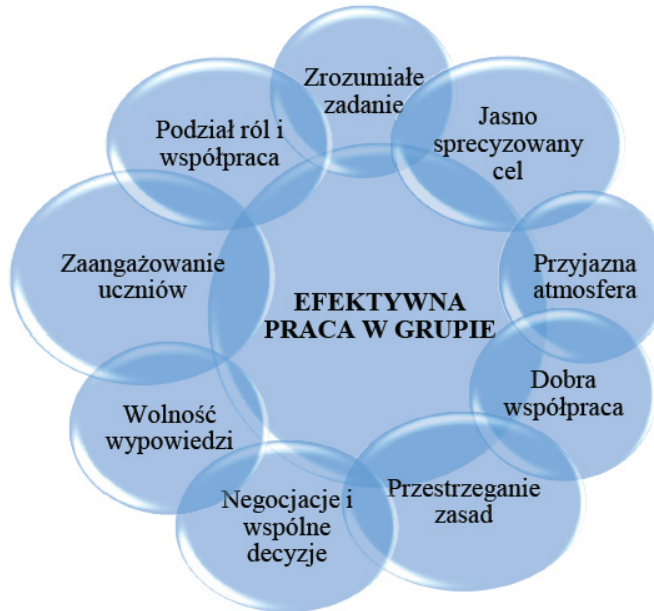 Zrozumiałe
zadanie
Jasno
sprecyzowany
cel
Przyjazna
atmosfera
Dobra
współpraca
Przestrzeganie
zasad
Negocjacje i
wspólne
decyzje
Wolność
wypowiedzi
Zaangażowanie
uczniów
Podział ról i
współpraca
EFEKTYWNA
PRACA W GRUPIE